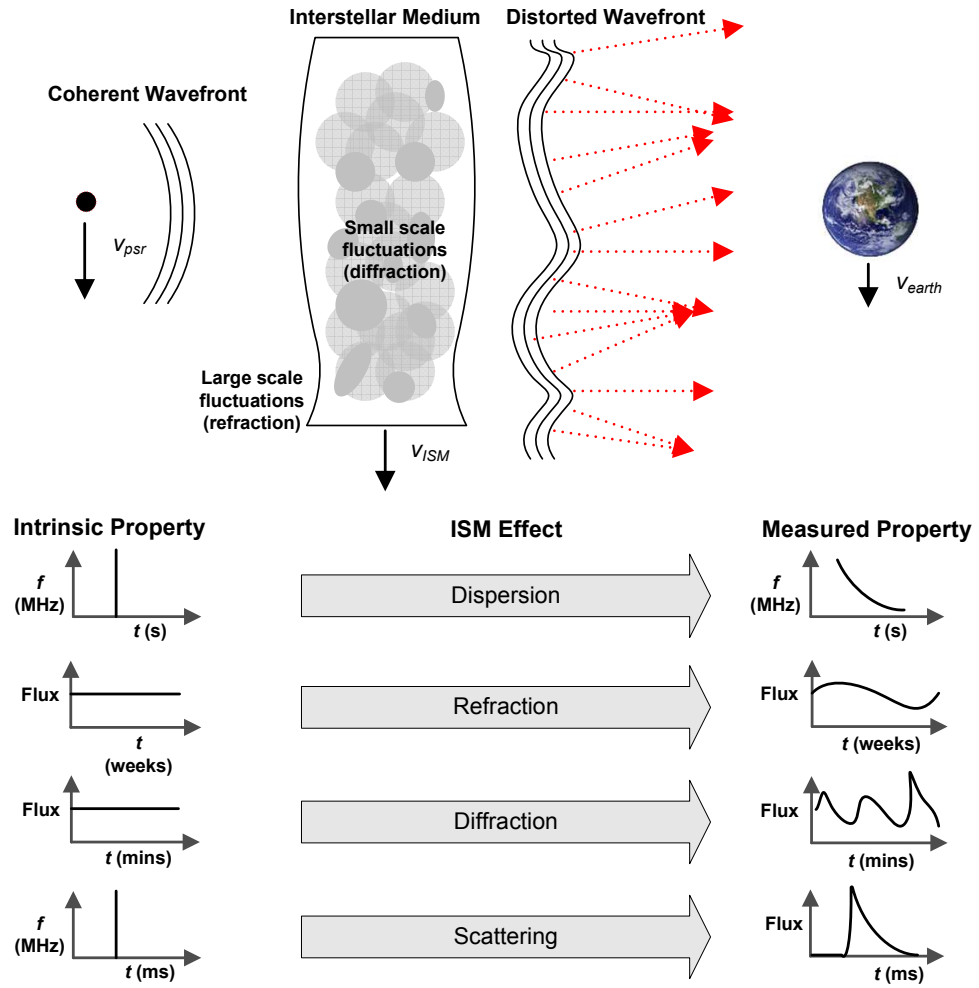 Interstellar Medium
Distorted Wavefront
Coherent Wavefront
v_psr
Small scale
fluctuations
(diffraction)
v_earth
Large scale
fluctuations
(refraction)
v_ISM
Intrinsic Property
ISM Effect
Measured Property
f
(MHz)
t (s)
Dispersion
f
(MHz)
t (s)
Flux
t
(weeks)
Refraction
Flux
t (weeks)
Flux
t (mins)
Diffraction
Flux
t (mins)
f
(MHz)
t (ms)
Scattering
Flux
t (ms)